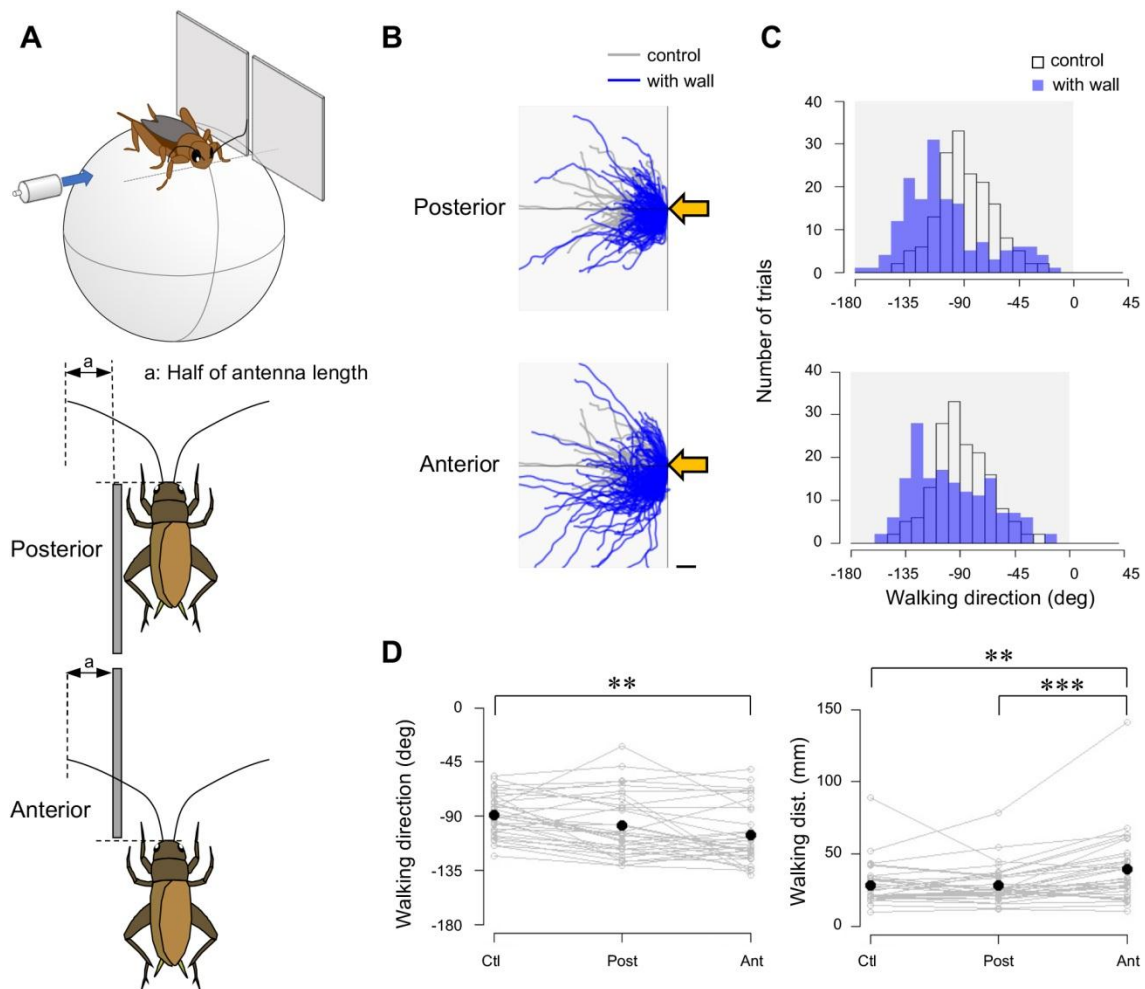 A
a
a: Half of antenna length
Posterior
a
Anterior
B
control
with wall
Posterior
Anterior
C
control
with wall
Number of trials
40
30
20
10
0
-180 -135 -90 -45 0 45
40
30
20
10
0
-180 -135 -90 -45 0 45
Walking direction (deg)
D
**
Walking direction (deg)
0
-45
-90
-135
-180
Ctl Post Ant
**
***
Walking dist. (mm)
150
100
50
0
Ctl Post Ant